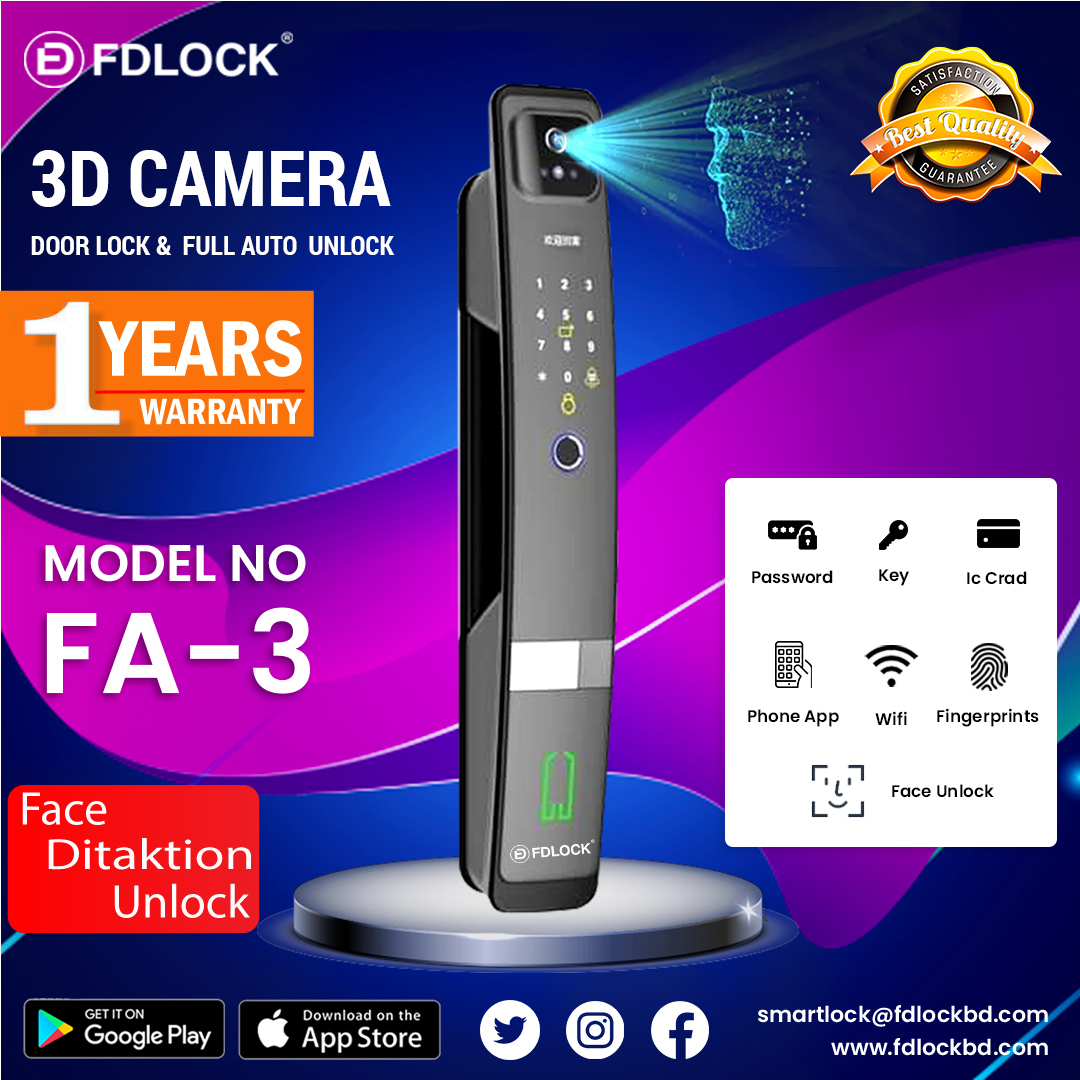 FDLOCK®
3D CAMERA
DOOR LOCK & FULL AUTO UNLOCK
1 YEARS
WARRANTY
SATISFACTION
Best Quality
GUARANTEE
1 2 3
4 5 6
7 8 9
* 0
MODEL NO
FA-3
Password
Key
Ic Crad
Phone App
Wifi
Fingerprints
Face Unlock
Face
Ditaktion
Unlock
FDLOCK®
GET IT ON
Google Play
Download on the
App Store
smartlock@fdlockbd.com
www.fdlockbd.com